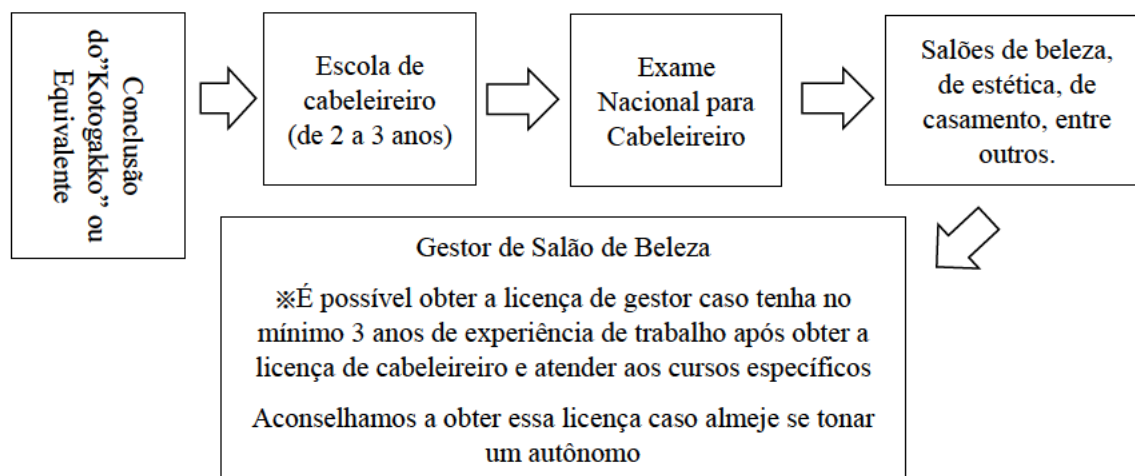 Conclusão
do”Kotogakko” ou
Equivalente
Escola de
cabeleireiro
(de 2 a 3 anos)
Exame
Nacional para
Cabeleireiro
Salões de beleza,
de estética, de
casamento, entre
outros.
Gestor de Salão de Beleza
※É possível obter a licença de gestor caso tenha no
mínimo 3 anos de experiência de trabalho após obter a
licença de cabeleireiro e atender aos cursos específicos
Aconselhamos a obter essa licença caso almeje se tonar
um autônomo